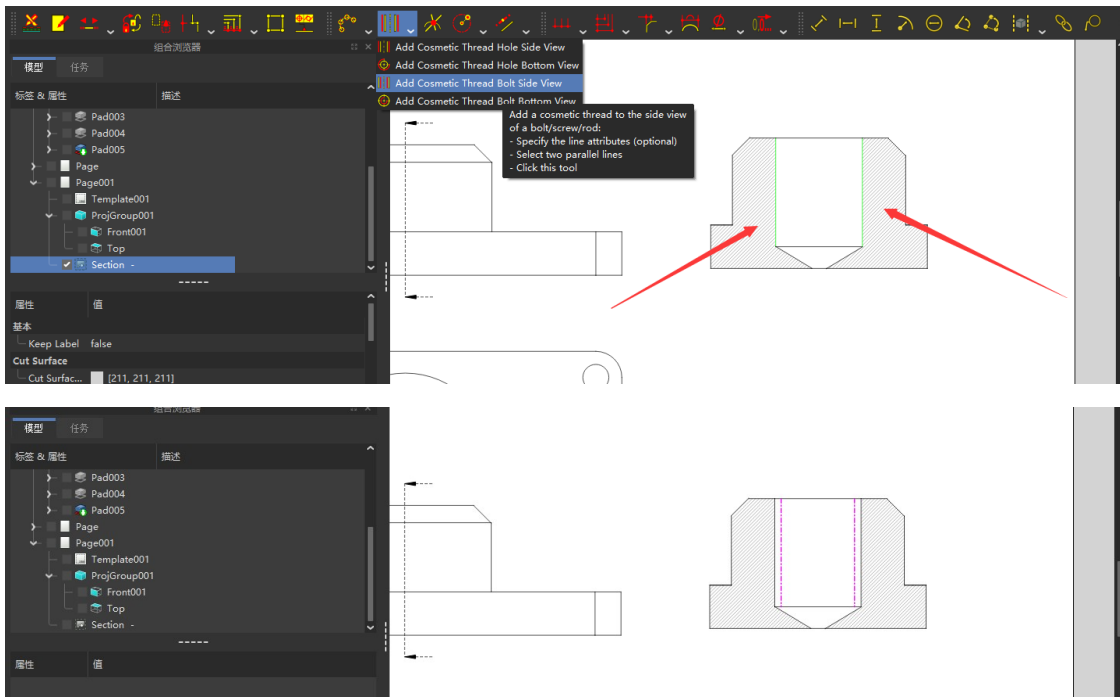 组合浏览器
模型 任务
标签 & 属性 描述
Pad003
Pad004
Pad005
Page
Page001
Template001
ProjGroup001
Front001
Top
Section -
属性 值
基本
Keep Label false
Cut Surface
Cut Surfac... [211, 211, 211]
Add Cosmetic Thread Hole Side View
Add Cosmetic Thread Hole Bottom View
Add Cosmetic Thread Bolt Side View
Add Cosmetic Thread Bolt Bottom View
Add a cosmetic thread to the side view
of a bolt/screw/rod:
- Specify the line attributes (optional)
- Select two parallel lines
- Click this tool
组合浏览器
模型 任务
标签 & 属性 描述
Pad003
Pad004
Pad005
Page
Page001
Template001
ProjGroup001
Front001
Top
Section -
属性 值